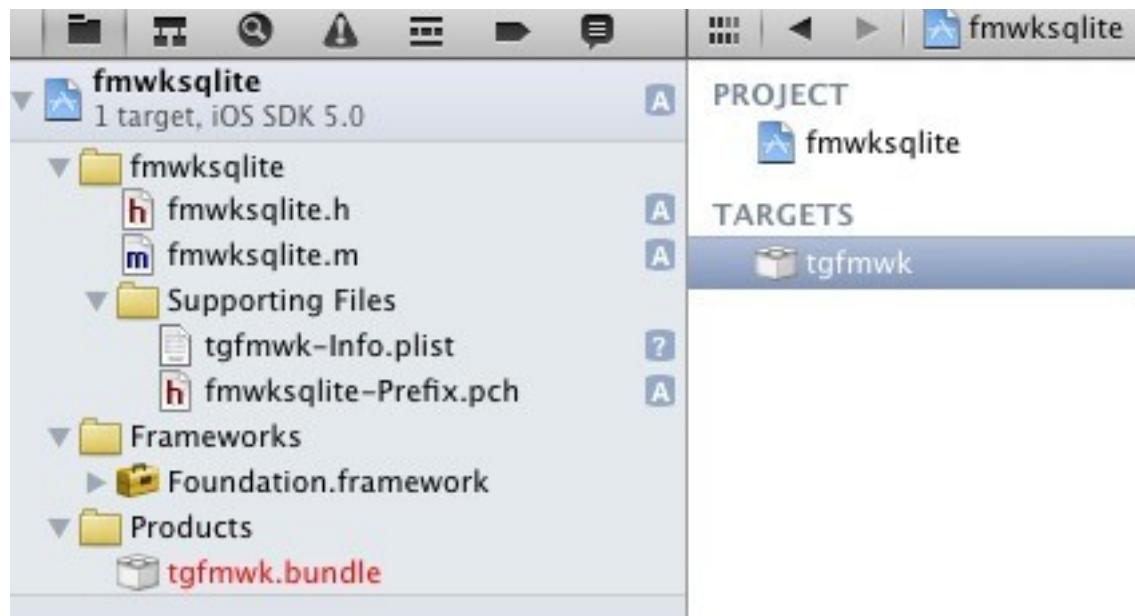 fmwksqlite
fmwksqlite
1 target, iOS SDK 5.0
A
PROJECT
fmwksqlite
fmwksqlite
h fmwksqlite.h
A
m fmwksqlite.m
A
Supporting Files
tgfmwk-Info.plist
?
h fmwksqlite-Prefix.pch
A
Frameworks
Foundation.framework
Products
tgfmwk.bundle
TARGETS
tgfmwk